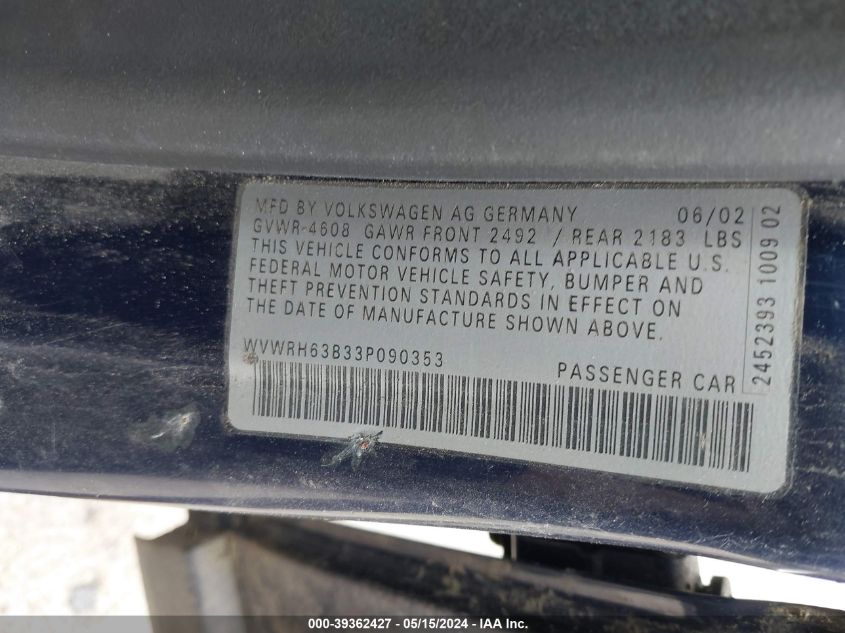 MFD BY VOLKSWAGEN AG GERMANY 06/02
GVWR-4608 GAWR FRONT 2492 / REAR 2183 LBS
THIS VEHICLE CONFORMS TO ALL APPLICABLE U.S.
FEDERAL MOTOR VEHICLE SAFETY, BUMPER AND
THEFT PREVENTION STANDARDS IN EFFECT ON
THE DATE OF MANUFACTURE SHOWN ABOVE.
WVWRH63B33P090353 PASSENGER CAR
2452393 1009 02
000-39362427 - 05/15/2024 - IAA Inc.